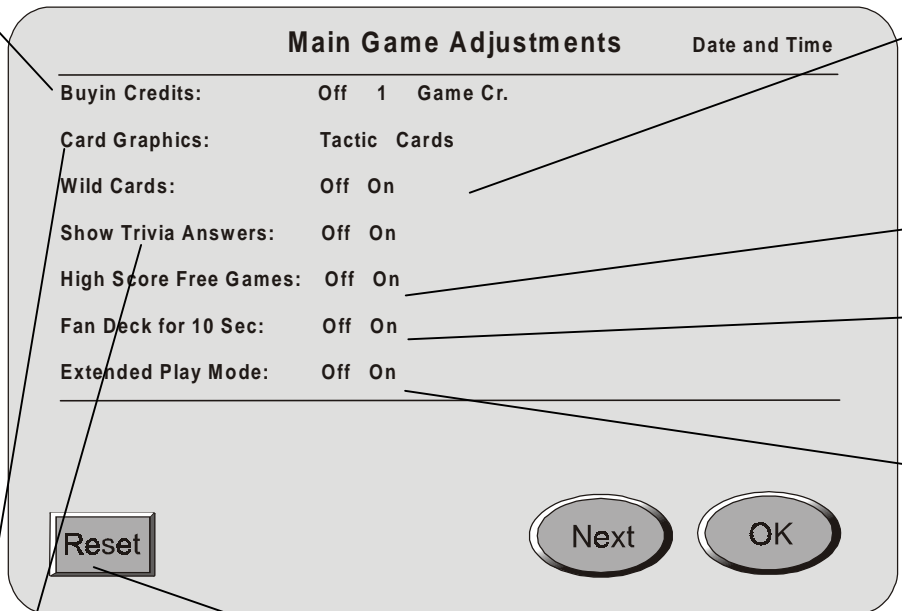 Main Game Adjustments Date and Time
Buyin Credits: Off 1 Game Cr.
Card Graphics: Tactic Cards
Wild Cards: Off On
Show Trivia Answers: Off On
High Score Free Games: Off On
Fan Deck for 10 Sec: Off On
Extended Play Mode: Off On
Reset Next OK